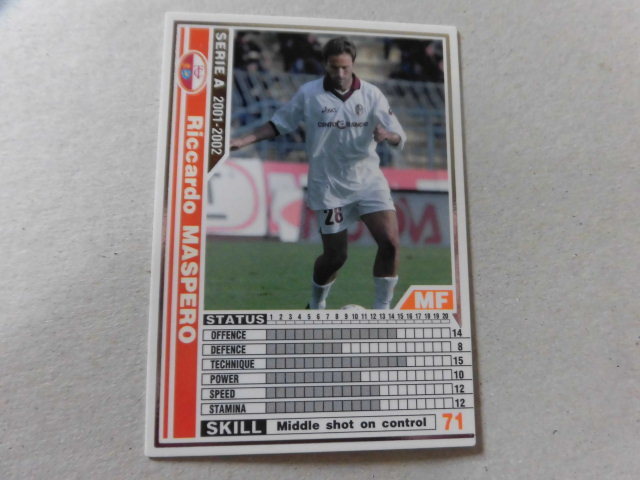 SERIE A 2001-2002
Riccardo MASPERO
asics
28
MF
STATUS 1 2 3 4 5 6 7 8 9 10 11 12 13 14 15 16 17 18 19 20
OFFENCE 14
DEFENCE 8
TECHNIQUE 15
POWER 10
SPEED 12
STAMINA 12
SKILL Middle shot on control 71